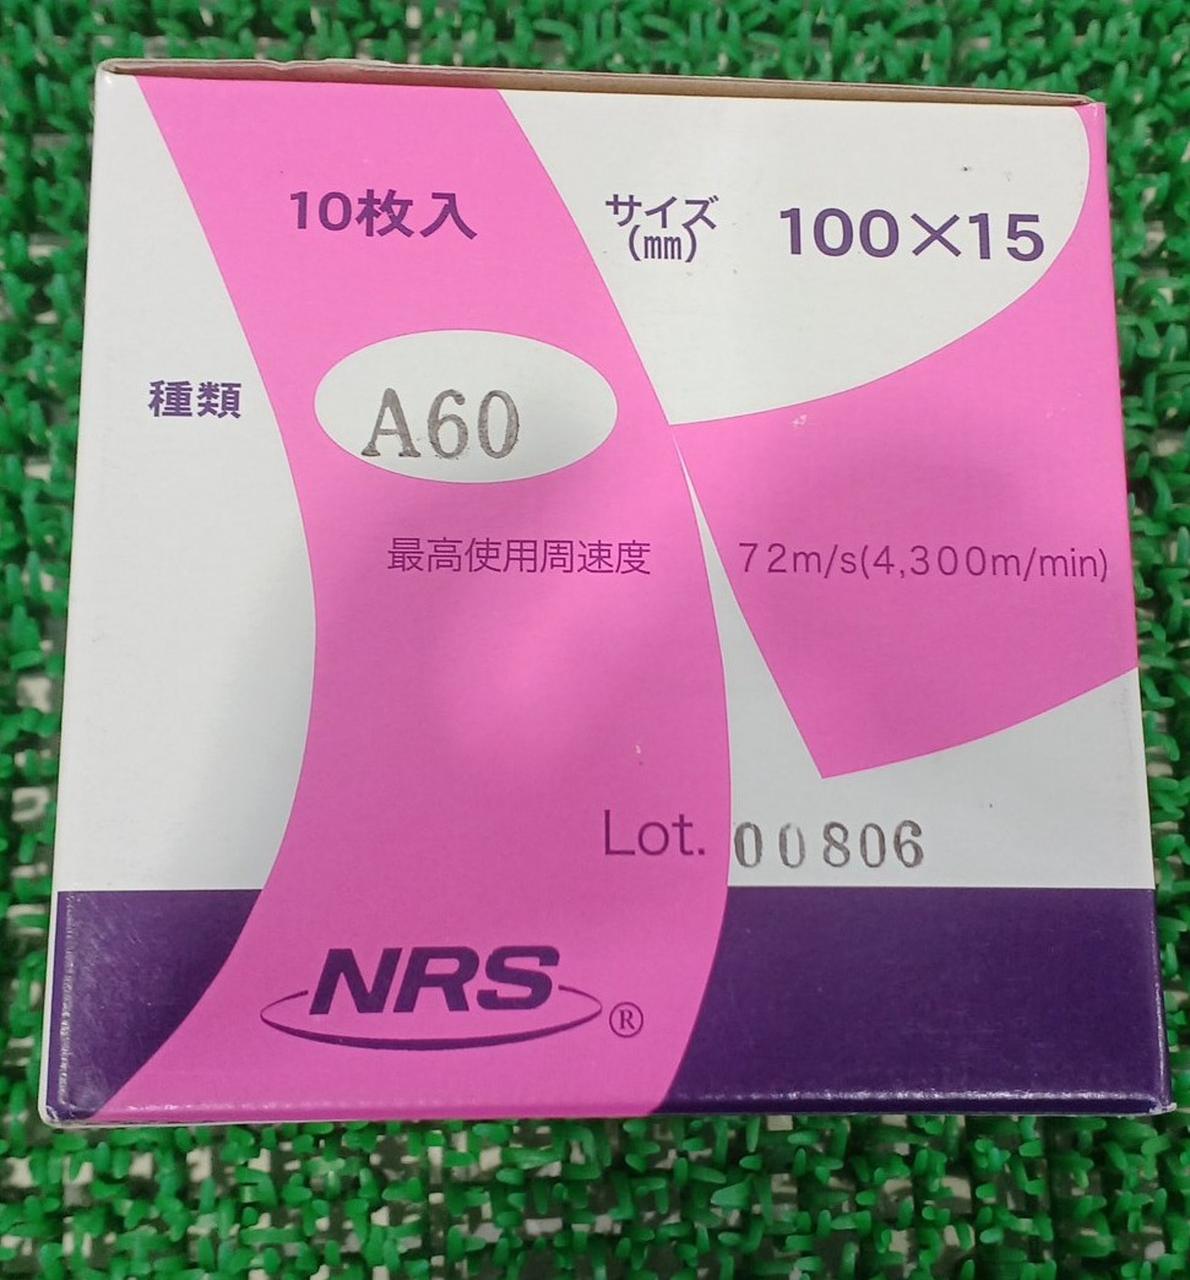 10枚入
サイズ
(mm)
100×15
種類
A60
最高使用周速度 72m/s(4,300m/min)
Lot. 00806
NRS®